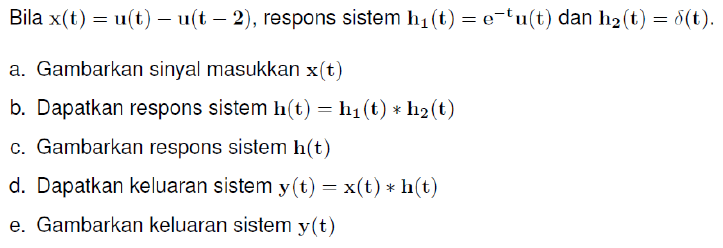 Bila x(t) = u(t) − u(t − 2), respons sistem h₁(t) = e⁻ᵗu(t) dan h₂(t) = δ(t).
a. Gambarkan sinyal masukkan x(t)
b. Dapatkan respons sistem h(t) = h₁(t) * h₂(t)
c. Gambarkan respons sistem h(t)
d. Dapatkan keluaran sistem y(t) = x(t) * h(t)
e. Gambarkan keluaran sistem y(t)